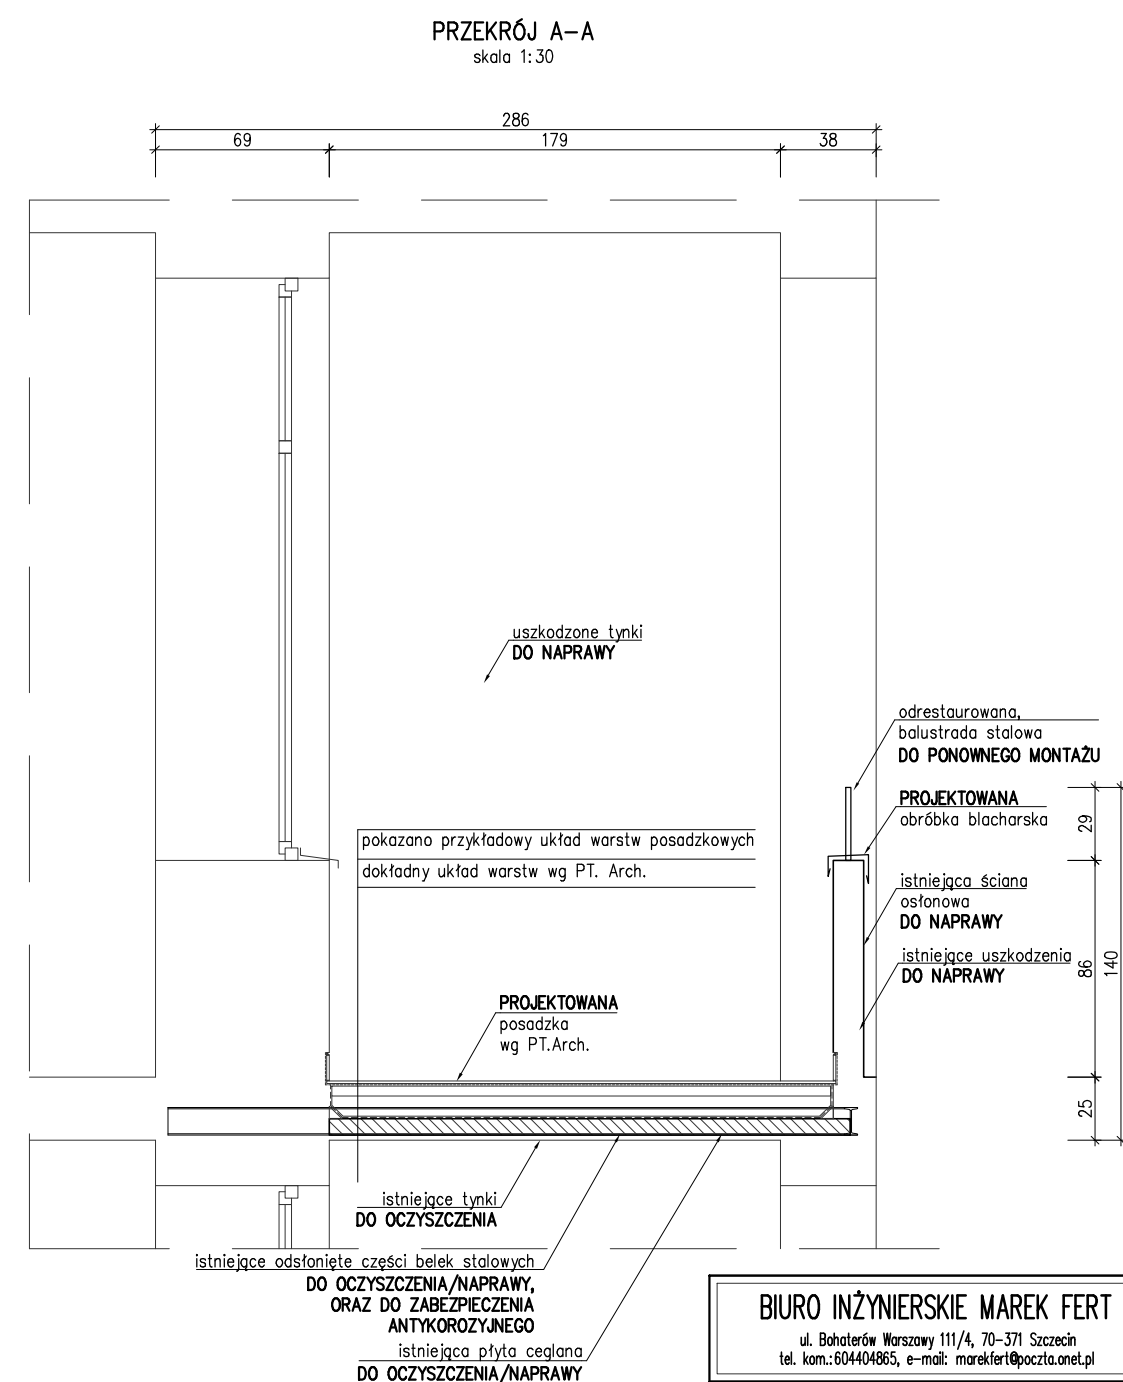 PRZEKRÓJ A-A
skala 1:30
286
69
179
38
uszkodzone tynki
DO NAPRAWY
odrestaurowana,
balustrada stalowa
DO PONOWNEGO MONTAŻU
PROJEKTOWANA
obróbka blacharska
29
pokazano przykładowy układ warstw posadzkowych
dokładny układ warstw wg PT. Arch.
istniejąca ściana
osłonowa
DO NAPRAWY
istniejące uszkodzenia
DO NAPRAWY
86
140
PROJEKTOWANA
posadzka
wg PT.Arch.
25
istniejące tynki
DO OCZYSZCZENIA
istniejące odsłonięte części belek stalowych
DO OCZYSZCZENIA/NAPRAWY,
ORAZ DO ZABEZPIECZENIA
ANTYKOROZYJNEGO
istniejąca płyta ceglana
DO OCZYSZCZENIA/NAPRAWY
BIURO INŻYNIERSKIE MAREK FERT
ul. Bohaterów Warszawy 111/4, 70-371 Szczecin
tel. kom.:604404865, e-mail: marekfert@poczta.onet.pl